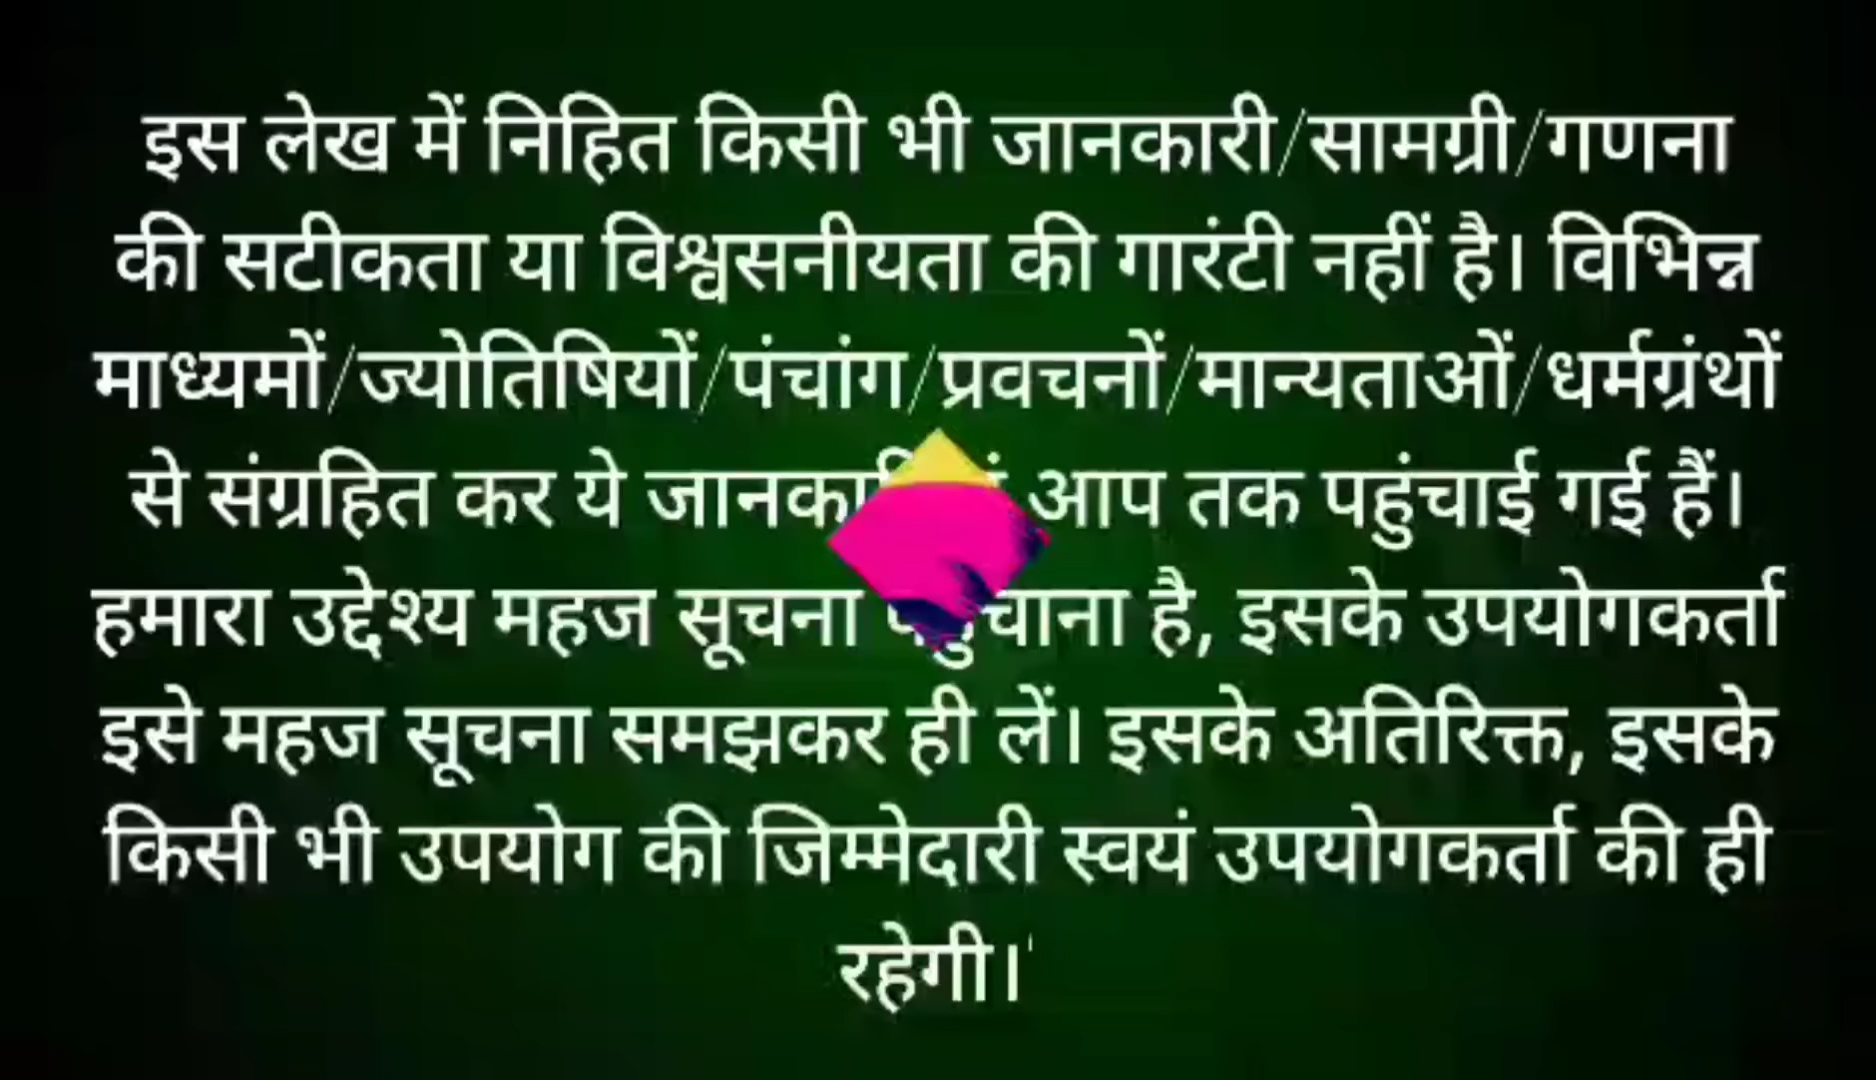 इस लेख में निहित किसी भी जानकारी/सामग्री/गणना
की सटीकता या विश्वसनीयता की गारंटी नहीं है। विभिन्न
माध्यमों/ज्योतिषियों/पंचांग/प्रवचनों/मान्यताओं/धर्मग्रंथों
से संग्रहित कर ये आप तक पहुंचाई गई हैं।
हमारा उद्देश्य महज सूचना है, इसके उपयोगकर्ता
इसे महज सूचना समझकर ही लें। इसके अतिरिक्त, इसके
किसी भी उपयोग की जिम्मेदारी स्वयं उपयोगकर्ता की ही
रहेगी।'